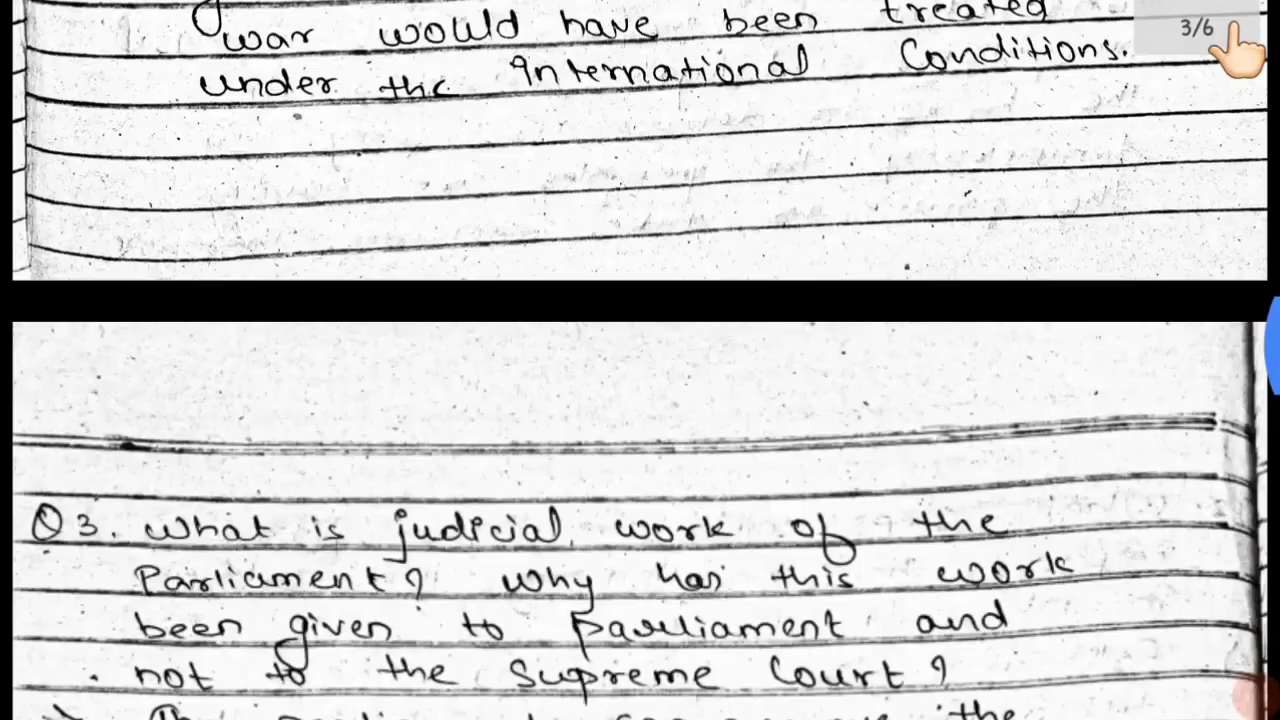 war would have been treated
3/6
under the International Conditions.
Q3. What is judicial work of the
Parliament? Why has this work
been given to Parliament and
not to the Supreme Court?
the